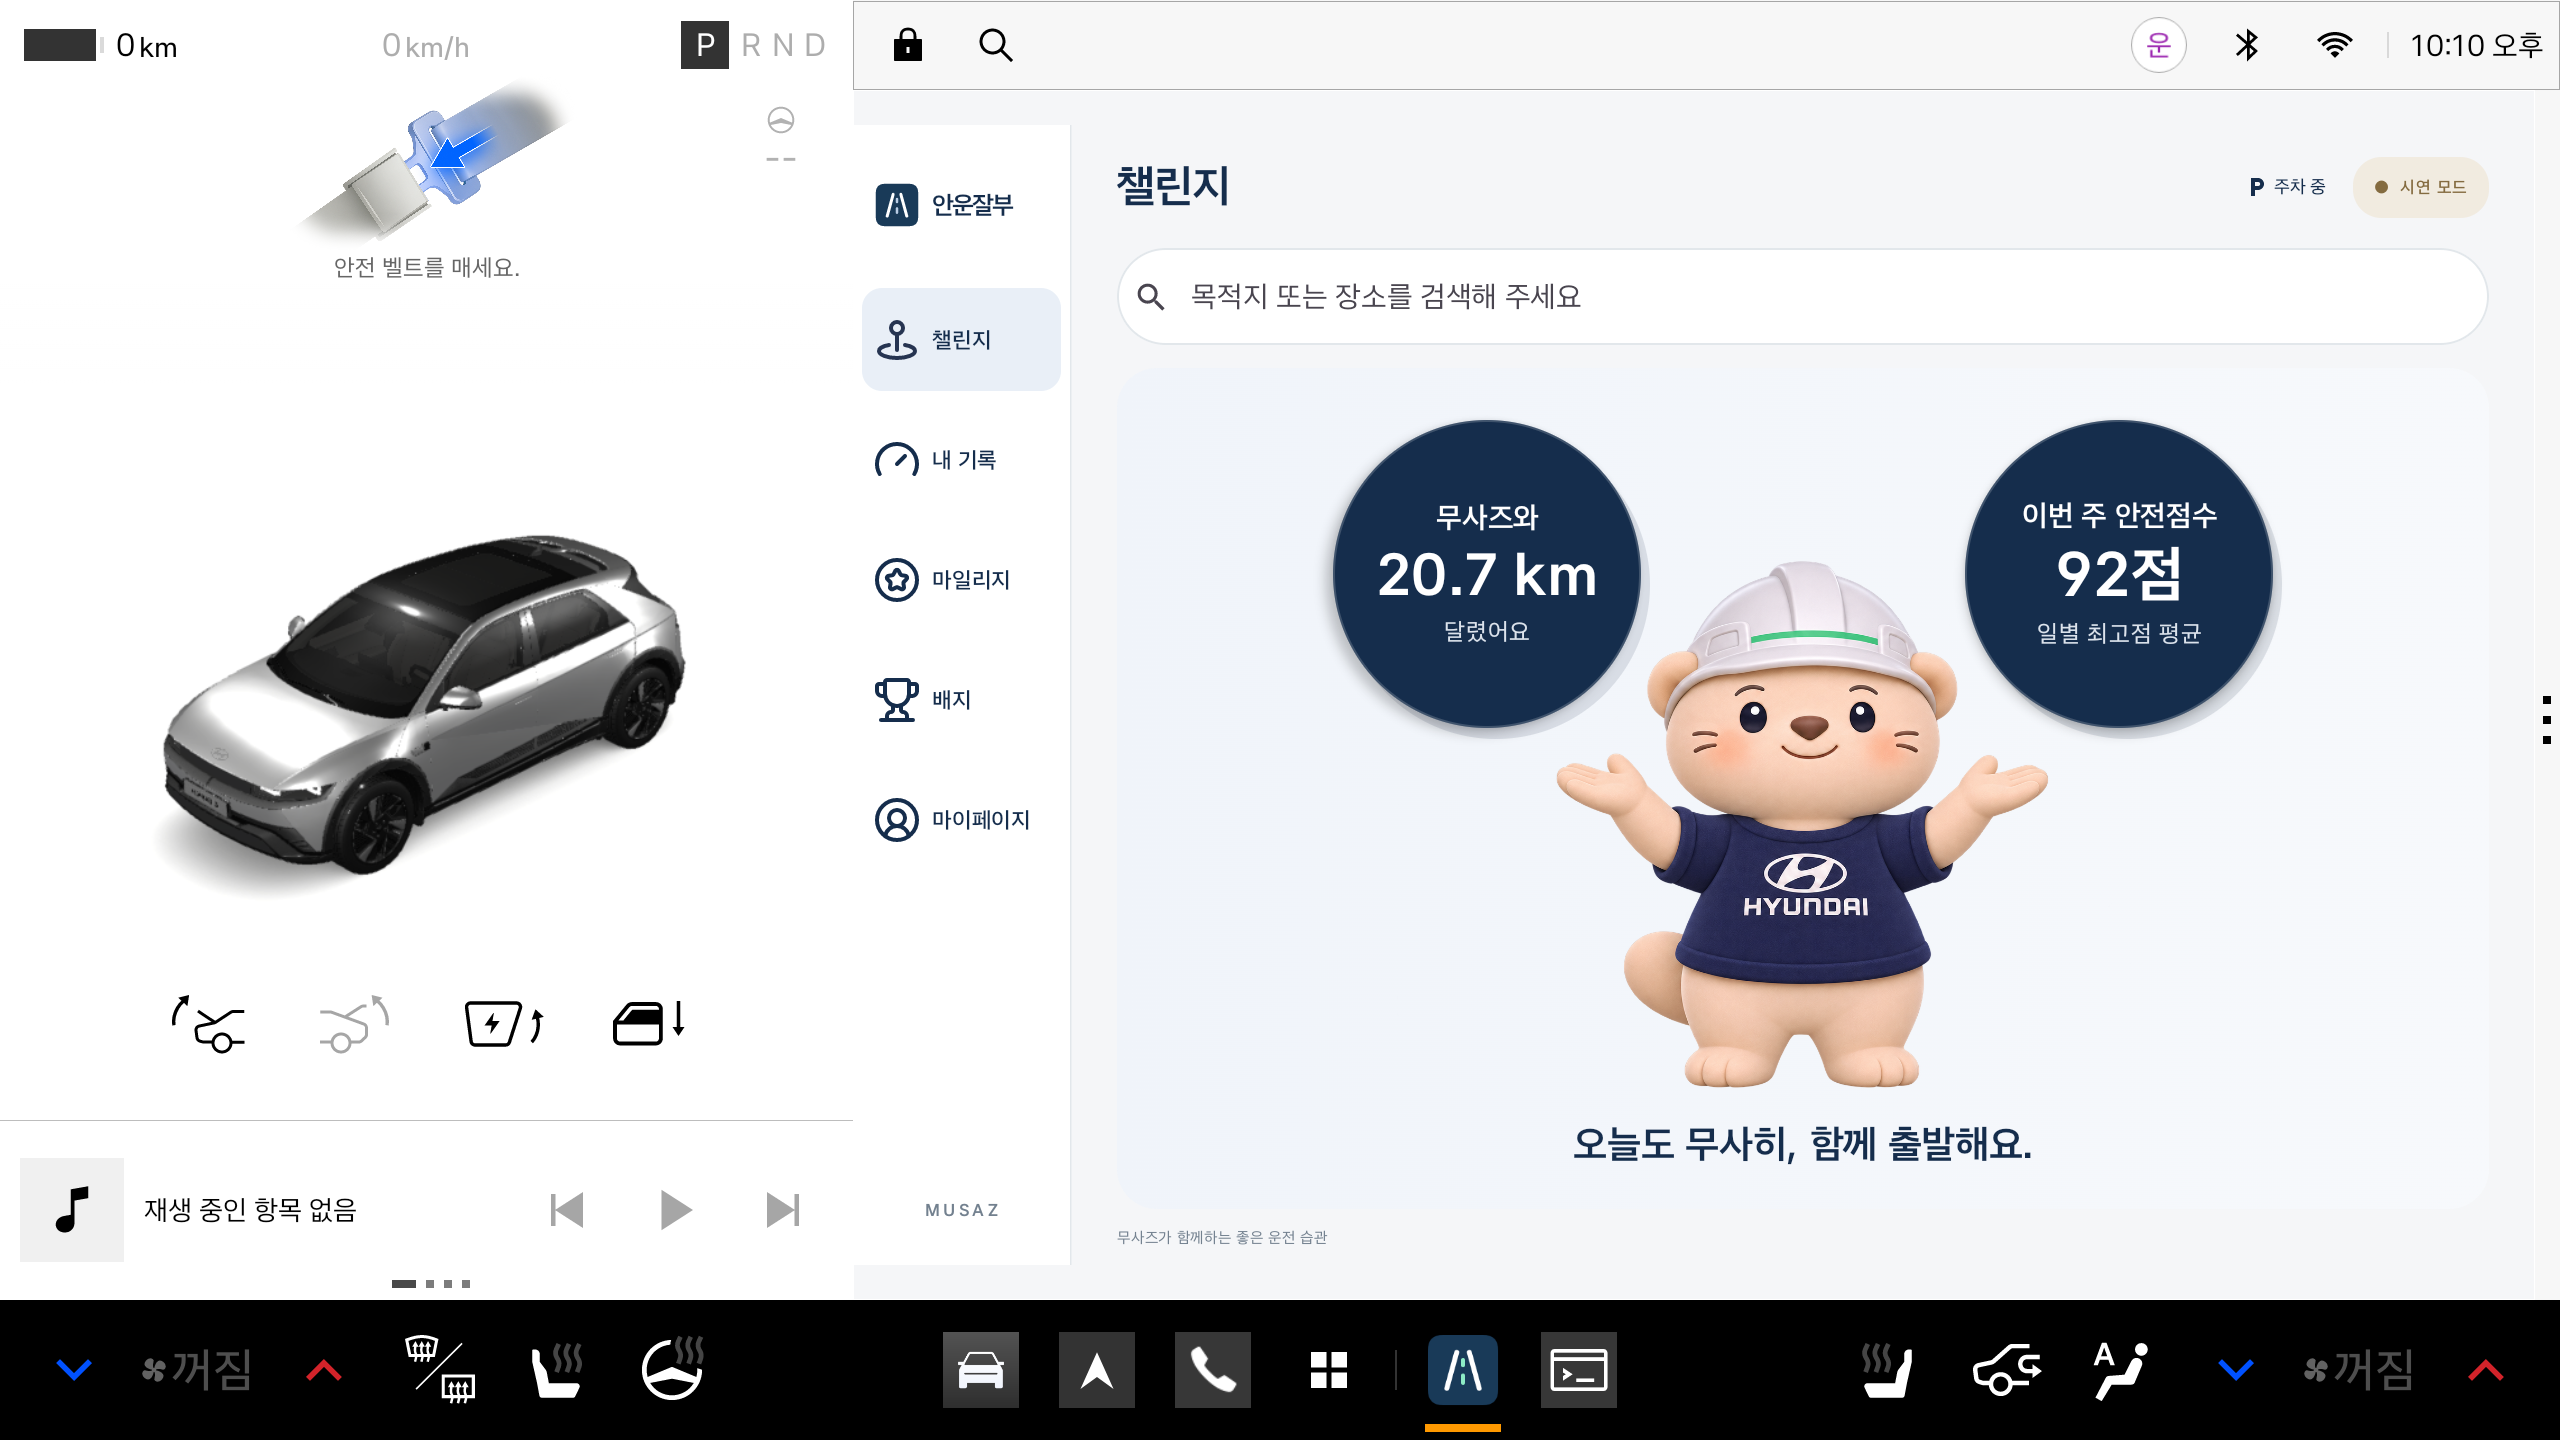 0 km
0 km/h
P R N D
안전 벨트를 매세요.
재생 중인 항목 없음
운
10:10 오후
안운잘부
챌린지
내 기록
마일리지
배지
마이페이지
MUSAZ
챌린지
P 주차 중
시연 모드
목적지 또는 장소를 검색해 주세요
무사즈와
20.7 km
달렸어요
이번 주 안전점수
92점
일별 최고점 평균
HYUNDAI
오늘도 무사히, 함께 출발해요.
무사즈가 함께하는 좋은 운전 습관
꺼짐
A
꺼짐